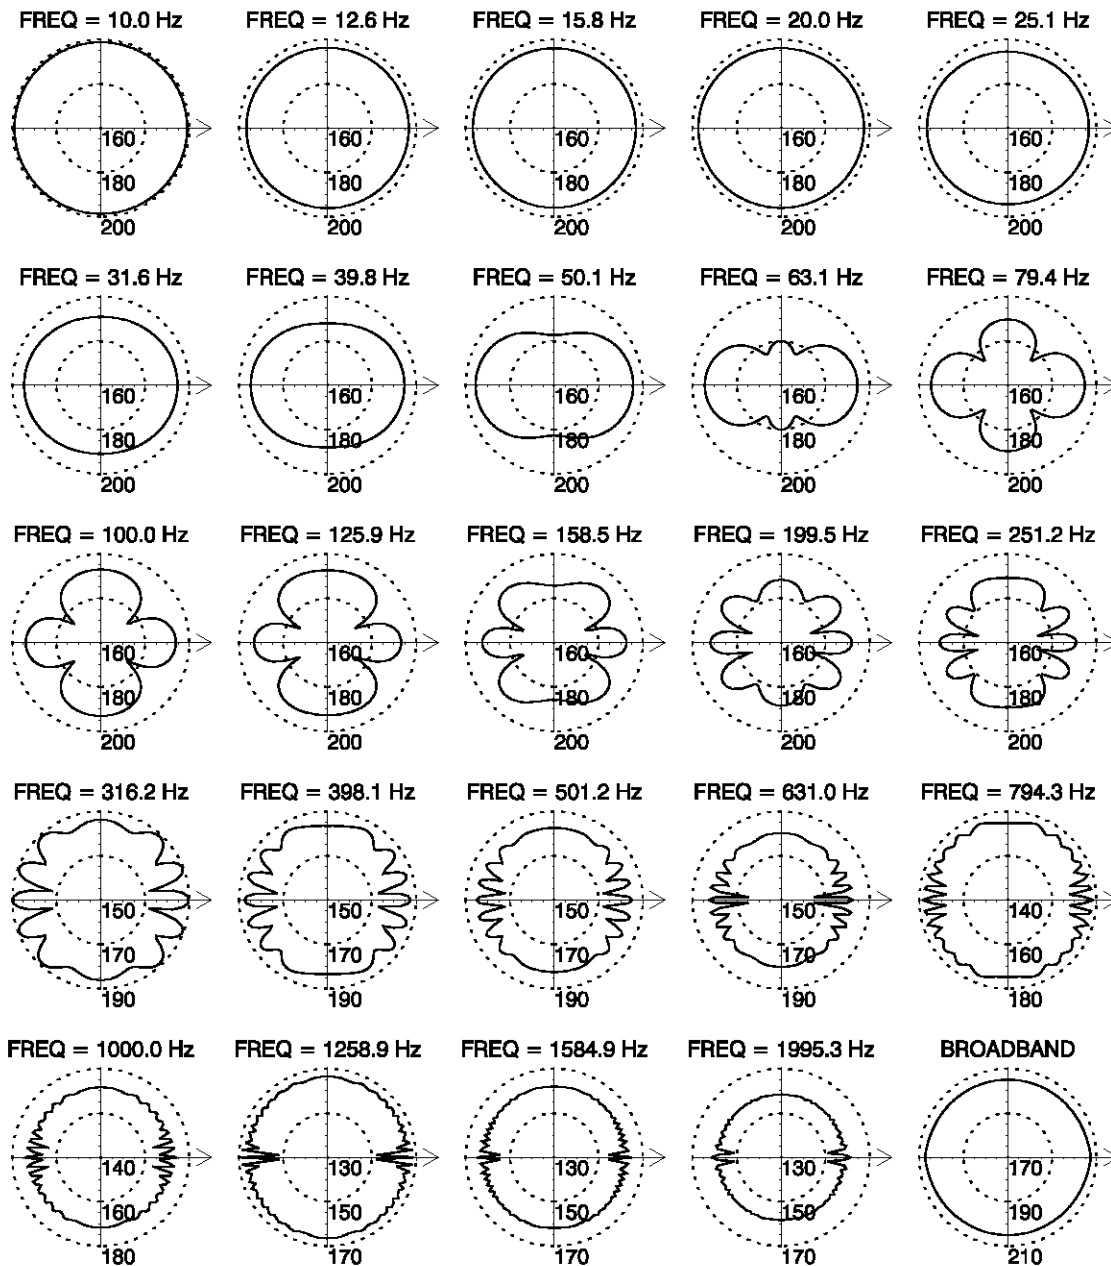 FREQ = 10.0 Hz FREQ = 12.6 Hz FREQ = 15.8 Hz FREQ = 20.0 Hz FREQ = 25.1 Hz
160 160 160 160 160
180 180 180 180 180
200 200 200 200 200
FREQ = 31.6 Hz FREQ = 39.8 Hz FREQ = 50.1 Hz FREQ = 63.1 Hz FREQ = 79.4 Hz
160 160 160 160 160
180 180 180 180 180
200 200 200 200 200
FREQ = 100.0 Hz FREQ = 125.9 Hz FREQ = 158.5 Hz FREQ = 199.5 Hz FREQ = 251.2 Hz
160 160 160 160 160
180 180 180 180 180
200 200 200 200 200
FREQ = 316.2 Hz FREQ = 398.1 Hz FREQ = 501.2 Hz FREQ = 631.0 Hz FREQ = 794.3 Hz
150 150 150 150 140
170 170 170 170 160
190 190 190 190 180
FREQ = 1000.0 Hz FREQ = 1258.9 Hz FREQ = 1584.9 Hz FREQ = 1995.3 Hz BROADBAND
140 130 130 130 170
160 150 150 150 190
180 170 170 170 210